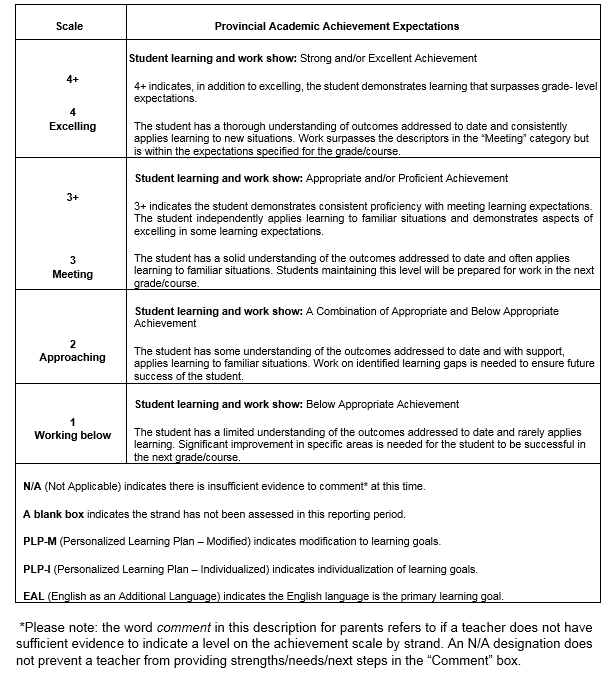 Scale
Provincial Academic Achievement Expectations
4+
4
Excelling
Student learning and work show: Strong and/or Excellent Achievement
4+ indicates, in addition to excelling, the student demonstrates learning that surpasses grade- level
expectations.
The student has a thorough understanding of outcomes addressed to date and consistently
applies learning to new situations. Work surpasses the descriptors in the “Meeting” category but
is within the expectations specified for the grade/course.
3+
3
Meeting
Student learning and work show: Appropriate and/or Proficient Achievement
3+ indicates the student demonstrates consistent proficiency with meeting learning expectations.
The student independently applies learning to familiar situations and demonstrates aspects of
excelling in some learning expectations.
The student has a solid understanding of the outcomes addressed to date and often applies
learning to familiar situations. Students maintaining this level will be prepared for work in the next
grade/course.
2
Approaching
Student learning and work show: A Combination of Appropriate and Below Appropriate
Achievement
The student has some understanding of the outcomes addressed to date and with support,
applies learning to familiar situations. Work on identified learning gaps is needed to ensure future
success of the student.
1
Working below
Student learning and work show: Below Appropriate Achievement
The student has a limited understanding of the outcomes addressed to date and rarely applies
learning. Significant improvement in specific areas is needed for the student to be successful in
the next grade/course.
N/A (Not Applicable) indicates there is insufficient evidence to comment* at this time.
A blank box indicates the strand has not been assessed in this reporting period.
PLP-M (Personalized Learning Plan – Modified) indicates modification to learning goals.
PLP-I (Personalized Learning Plan – Individualized) indicates individualization of learning goals.
EAL (English as an Additional Language) indicates the English language is the primary learning goal.
*Please note: the word comment in this description for parents refers to if a teacher does not have
sufficient evidence to indicate a level on the achievement scale by strand. An N/A designation does
not prevent a teacher from providing strengths/needs/next steps in the “Comment” box.